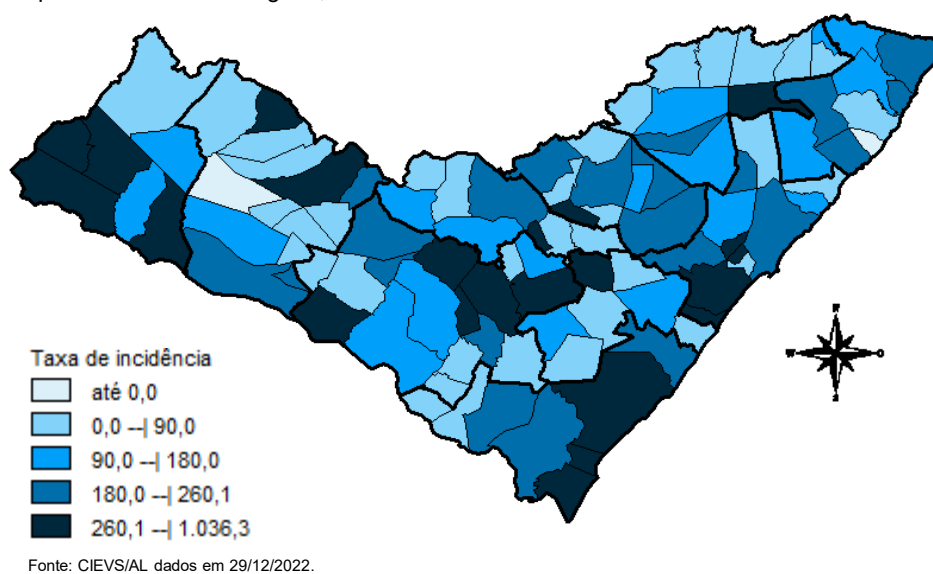 Taxa de incidência
até 0,0
0,0 --| 90,0
90,0 --| 180,0
180,0 --| 260,1
260,1 --| 1.036,3
Fonte: CIEVS/AL dados em 29/12/2022.